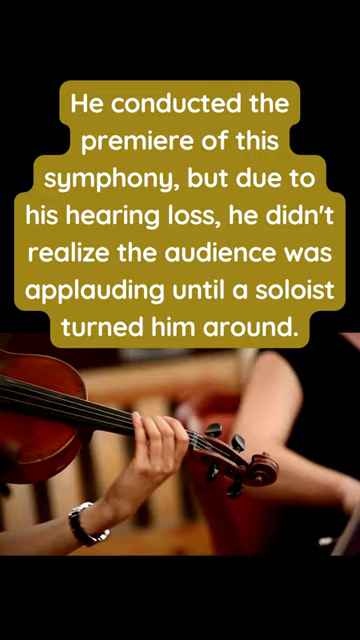 He conducted the
premiere of this
symphony, but due to
his hearing loss, he didn't
realize the audience was
applauding until a soloist
turned him around.